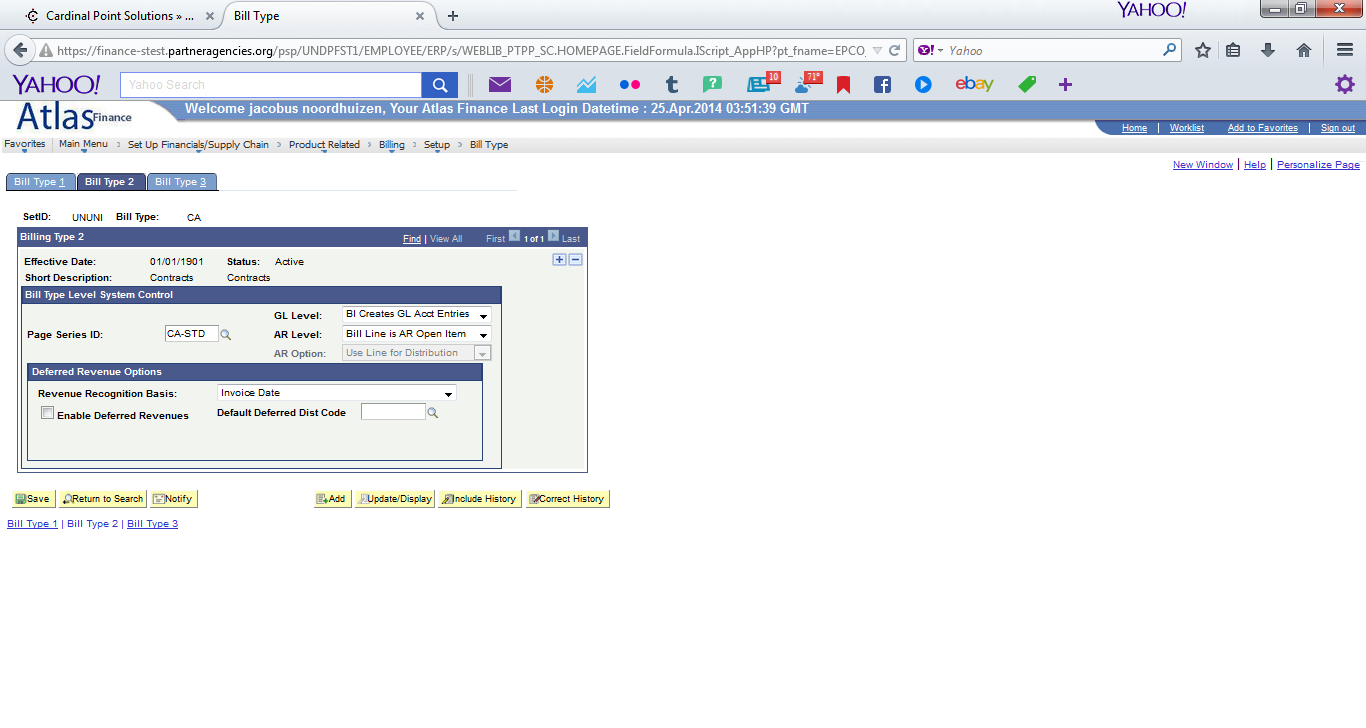 Cardinal Point Solutions » ... × Bill Type × +
YAHOO!
https://finance-stest.partneragencies.org/psp/UNDPFST1/EMPLOYEE/ERP/s/WEBLIB_PTPP_SC.HOMEPAGE.FieldFormula.IScript_AppHP?pt_fname=EPCO_ Yahoo
YAHOO! Yahoo Search 10 71° ebay
Atlas Finance Welcome jacobus noordhuizen, Your Atlas Finance Last Login Datetime : 25.Apr.2014 03:51:39 GMT
Home | Worklist Add to Favorites | Sign out
Favorites Main Menu > Set Up Financials/Supply Chain > Product Related > Billing > Setup > Bill Type
New Window | Help | Personalize Page
Bill Type 1 Bill Type 2 Bill Type 3
SetID: UNUNI Bill Type: CA
Billing Type 2 Find | View All First 1 of 1 Last
Effective Date: 01/01/1901 Status: Active
Short Description: Contracts Contracts
Bill Type Level System Control
GL Level: BI Creates GL Acct Entries
Page Series ID: CA-STD AR Level: Bill Line is AR Open Item
AR Option: Use Line for Distribution
Deferred Revenue Options
Revenue Recognition Basis: Invoice Date
Enable Deferred Revenues Default Deferred Dist Code
Save Return to Search Notify Add Update/Display Include History Correct History
Bill Type 1 | Bill Type 2 | Bill Type 3